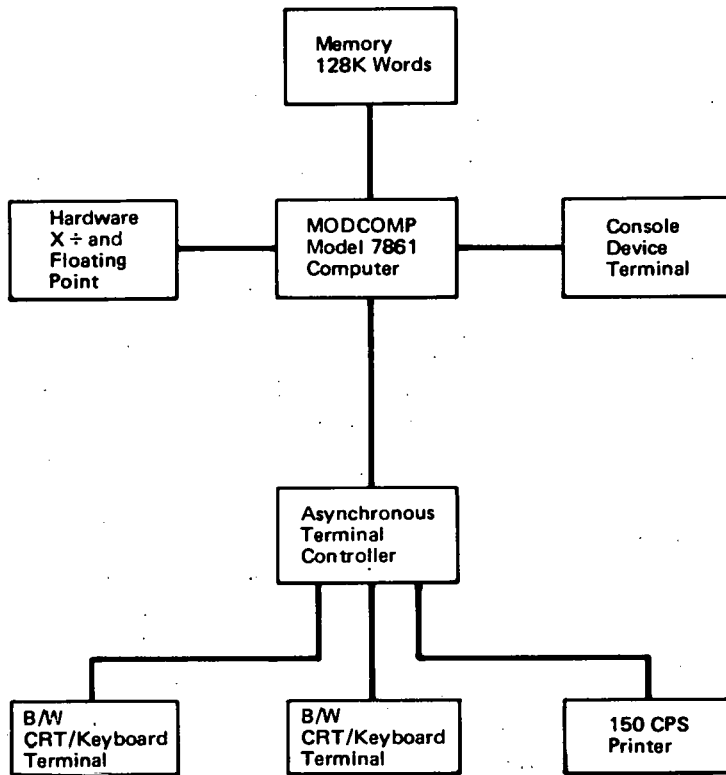 Memory
128K Words
Hardware
X ÷ and
Floating
Point
MODCOMP
Model 7861
Computer
Console
Device
Terminal
Asynchronous
Terminal
Controller
B/W
CRT/Keyboard
Terminal
B/W
CRT/Keyboard
Terminal
150 CPS
Printer